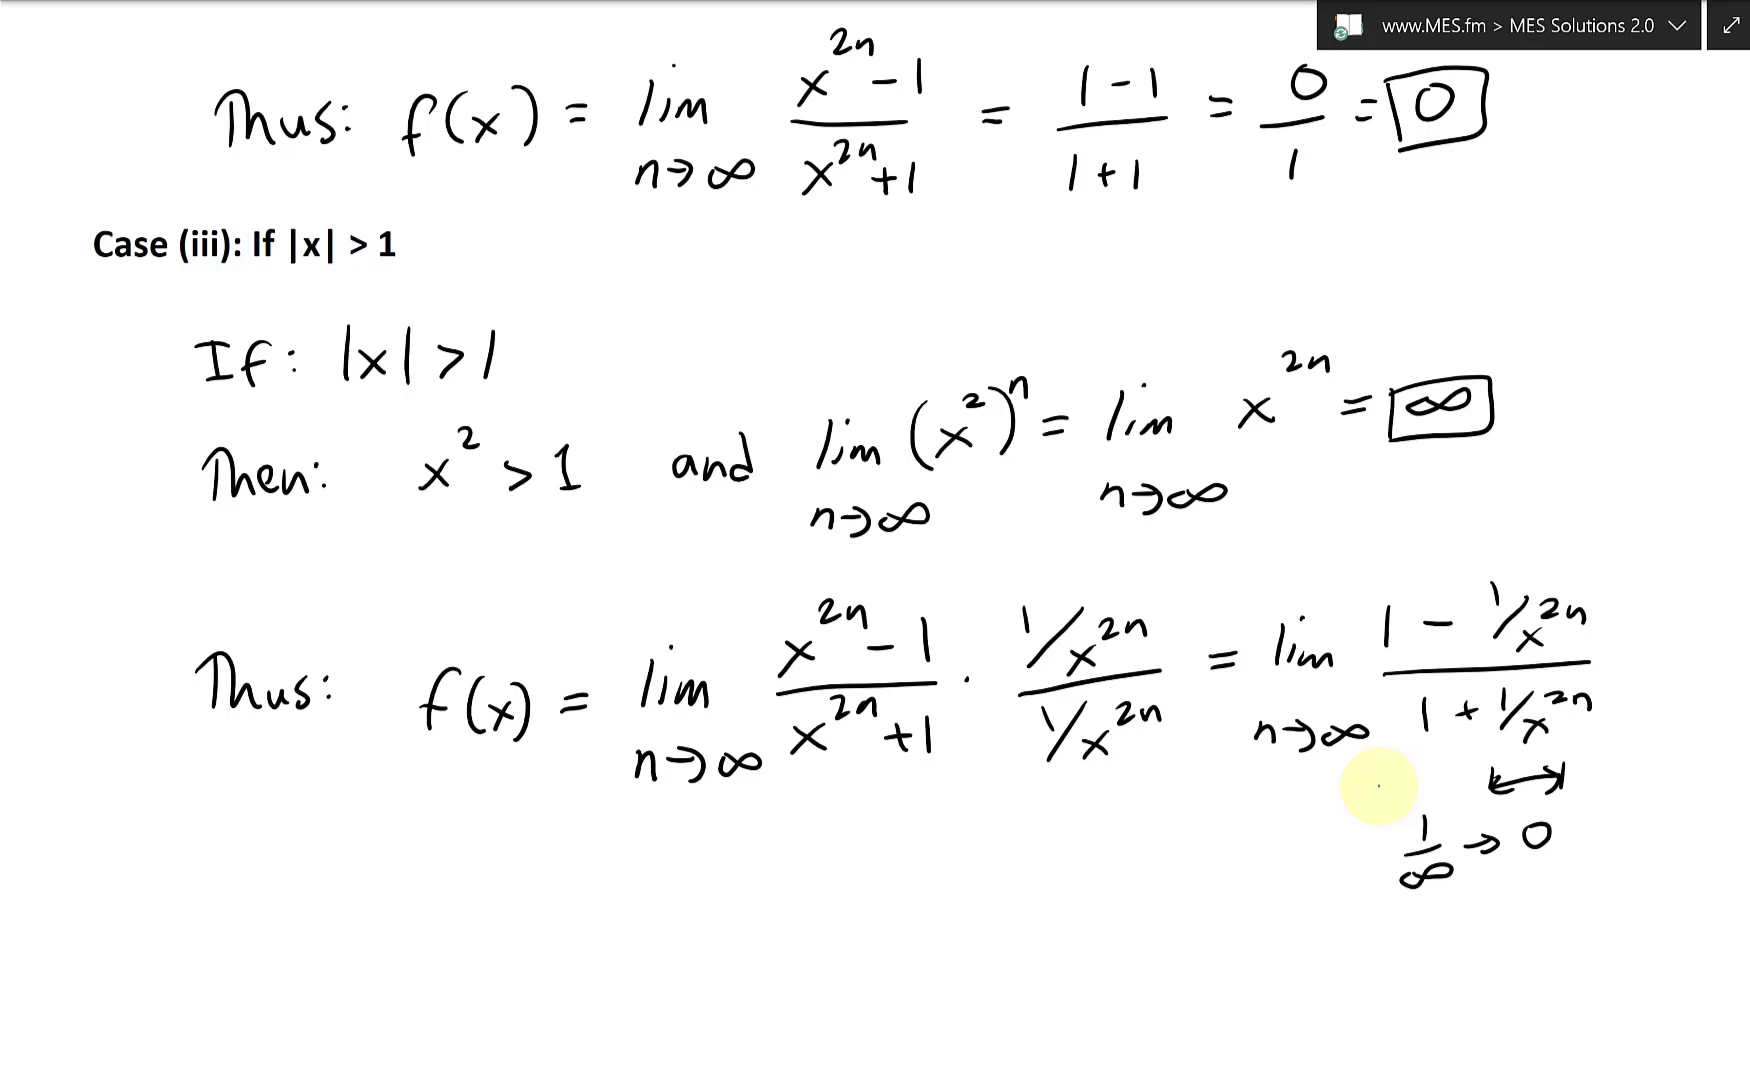 www.MES.fm > MES Solutions 2.0
Thus: f(x) = lim n→∞ (x^{2n} - 1)/(x^{2n} + 1) = (1 - 1)/(1 + 1) = 0/1 = 0
Case (iii): If |x| > 1
If: |x| > 1
Then: x² > 1 and lim n→∞ (x²)^n = lim n→∞ x^{2n} = ∞
Thus: f(x) = lim n→∞ (x^{2n} - 1)/(x^{2n} + 1) · (1/x^{2n})/(1/x^{2n}) = lim n→∞ (1 - 1/x^{2n})/(1 + 1/x^{2n})
1/∞ → 0